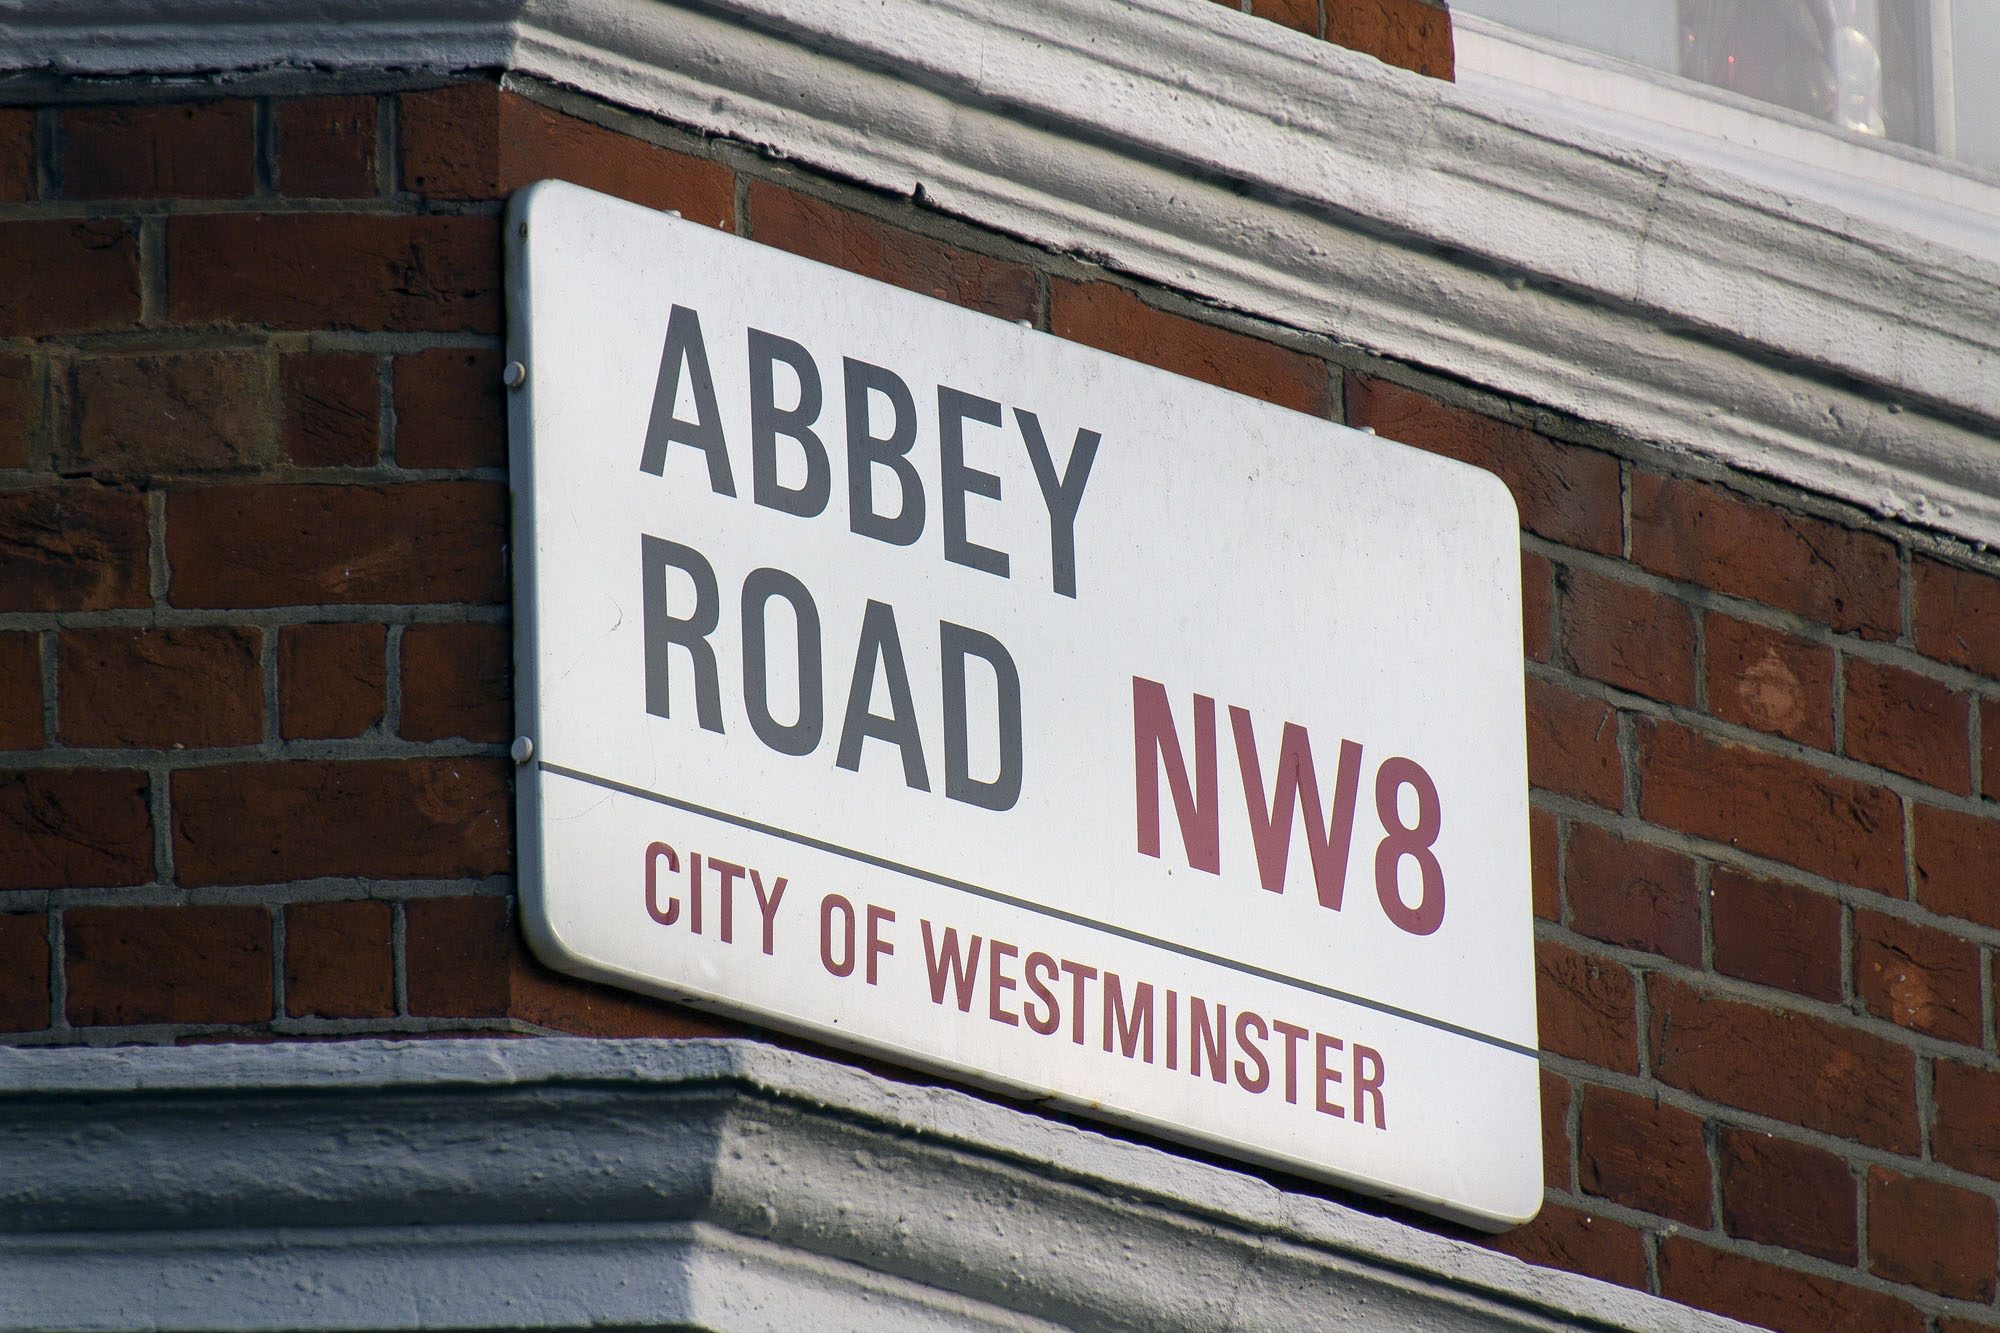 ABBEY
ROAD NW8
CITY OF WESTMINSTER